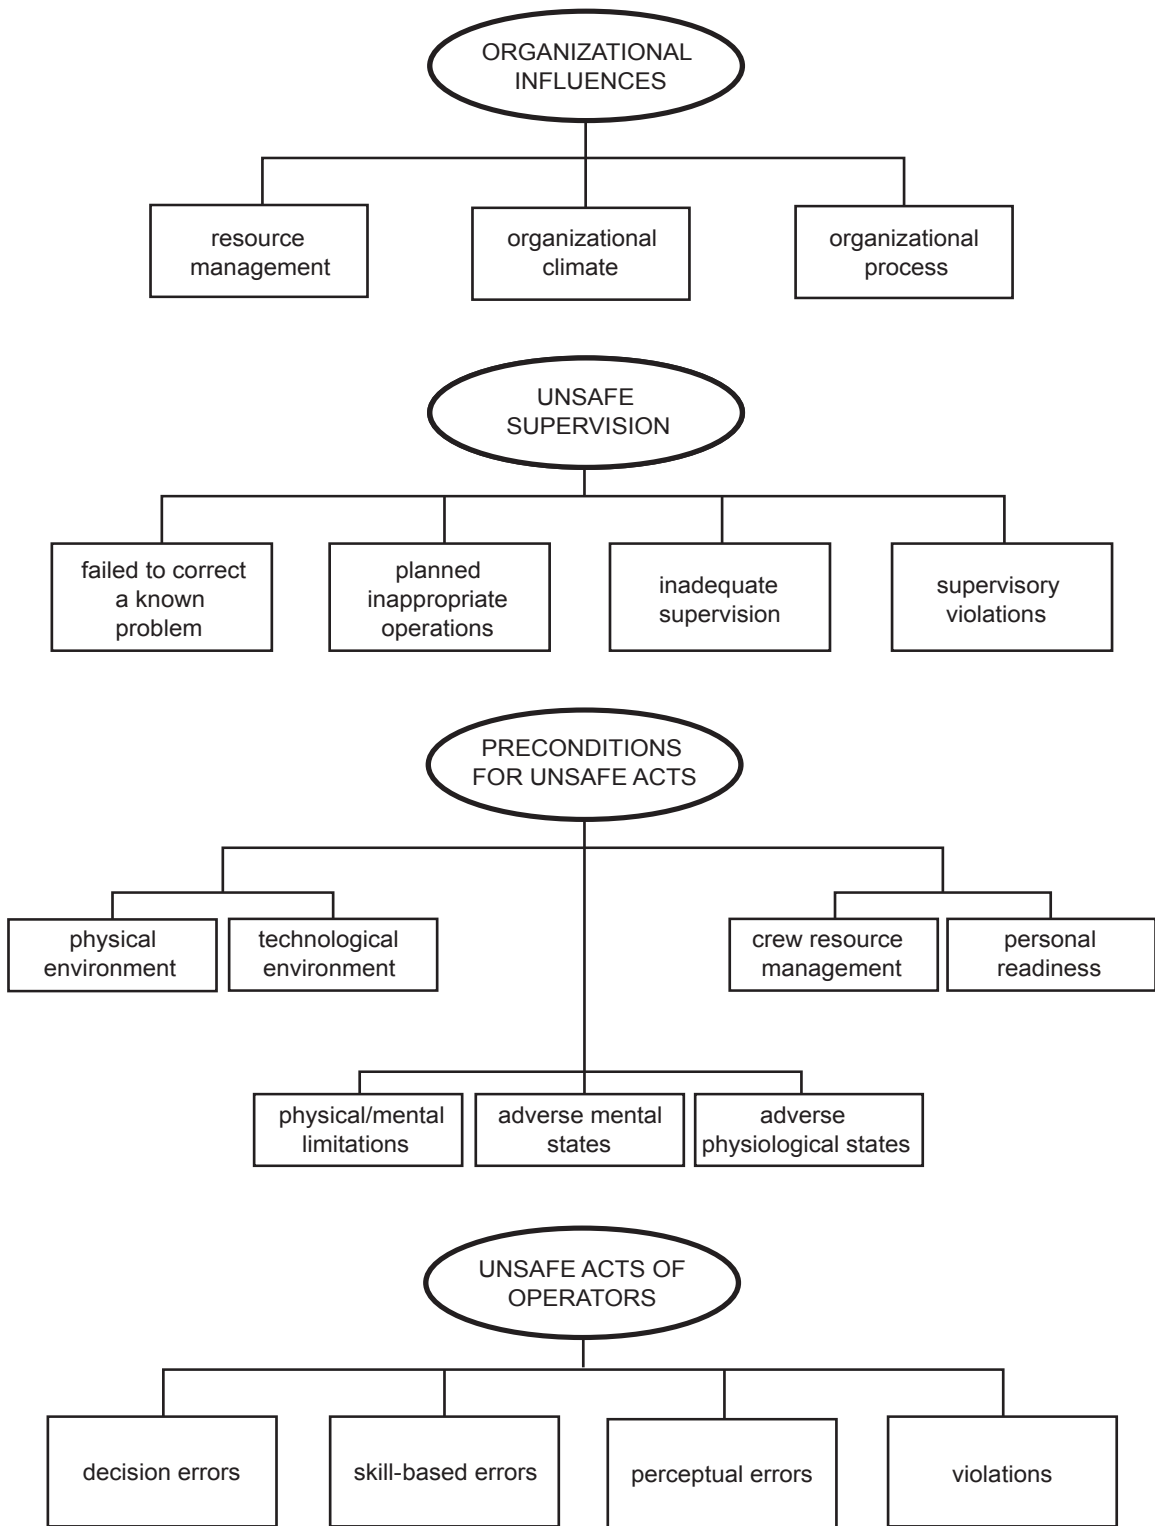 ORGANIZATIONAL
INFLUENCES
resource
management
organizational
climate
organizational
process
UNSAFE
SUPERVISION
failed to correct
a known
problem
planned
inappropriate
operations
inadequate
supervision
supervisory
violations
PRECONDITIONS
FOR UNSAFE ACTS
physical
environment
technological
environment
crew resource
management
personal
readiness
physical/mental
limitations
adverse mental
states
adverse
physiological states
UNSAFE ACTS OF
OPERATORS
decision errors
skill-based errors
perceptual errors
violations